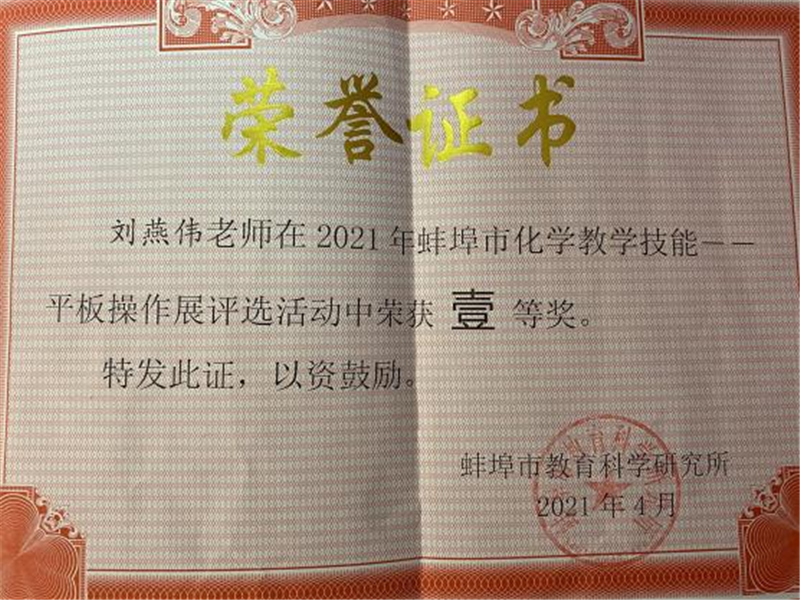 荣誉证书
刘燕伟老师在2021年蚌埠市化学教学技能——
平板操作展评选活动中荣获 壹 等奖。
特发此证，以资鼓励。
蚌埠市教育科学研究所
2021年4月